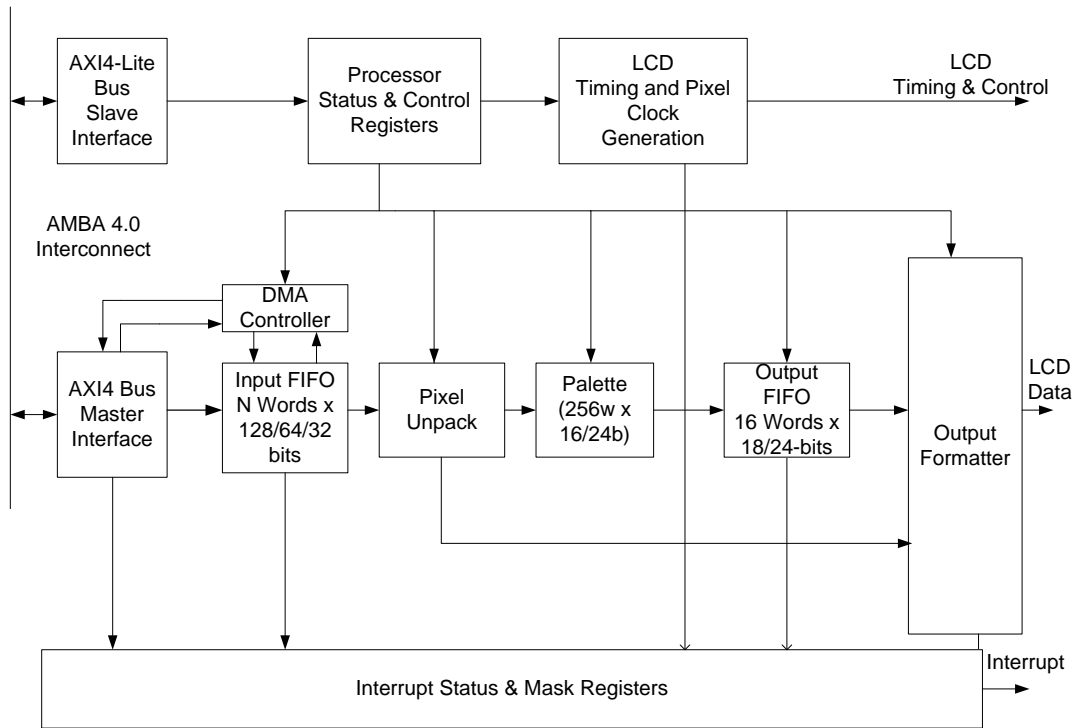 AXI4-Lite
Bus
Slave
Interface
Processor
Status & Control
Registers
LCD
Timing and Pixel
Clock
Generation
LCD
Timing & Control
AMBA 4.0
Interconnect
DMA
Controller
AXI4 Bus
Master
Interface
Input FIFO
N Words x
128/64/32
bits
Pixel
Unpack
Palette
(256w x
16/24b)
Output
FIFO
16 Words x
18/24-bits
Output
Formatter
LCD
Data
Interrupt Status & Mask Registers
Interrupt